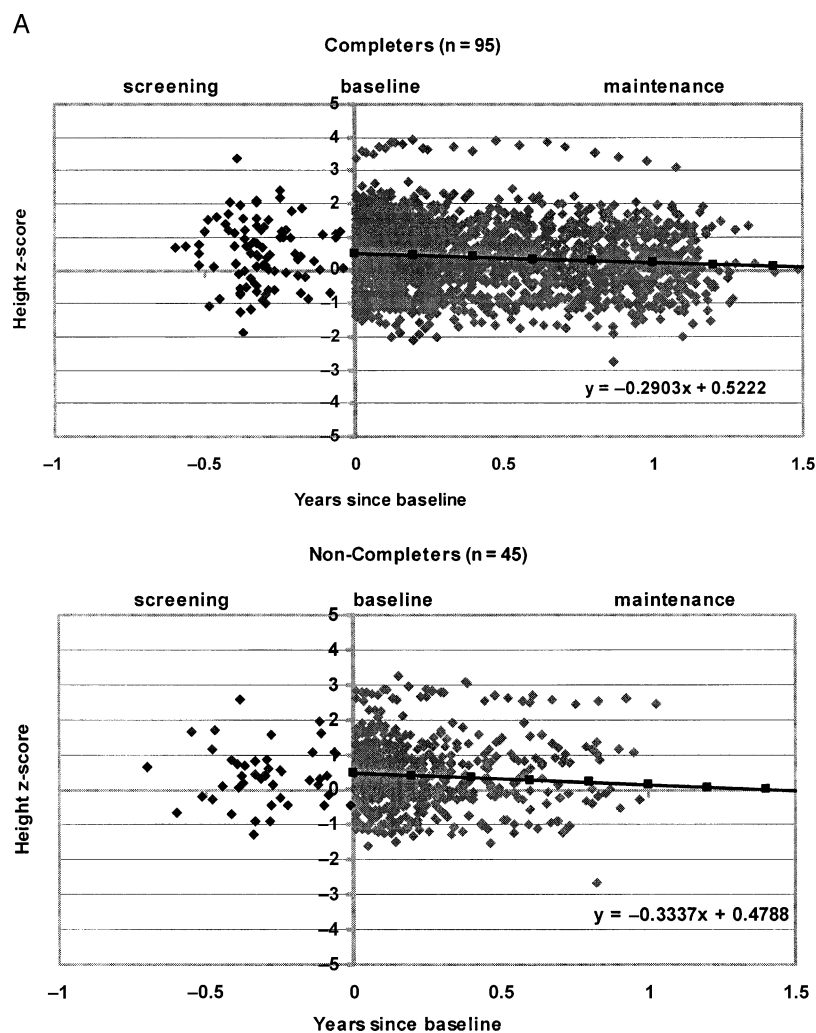 A
Completers (n = 95)
screening baseline maintenance
5
4
3
2
1
0
–1
–2
–3
–4
–5
Height z-score
y = –0.2903x + 0.5222
–1 –0.5 0 0.5 1 1.5
Years since baseline
Non-Completers (n = 45)
screening baseline maintenance
5
4
3
2
1
0
–1
–2
–3
–4
–5
Height z-score
y = –0.3337x + 0.4788
–1 –0.5 0 0.5 1 1.5
Years since baseline